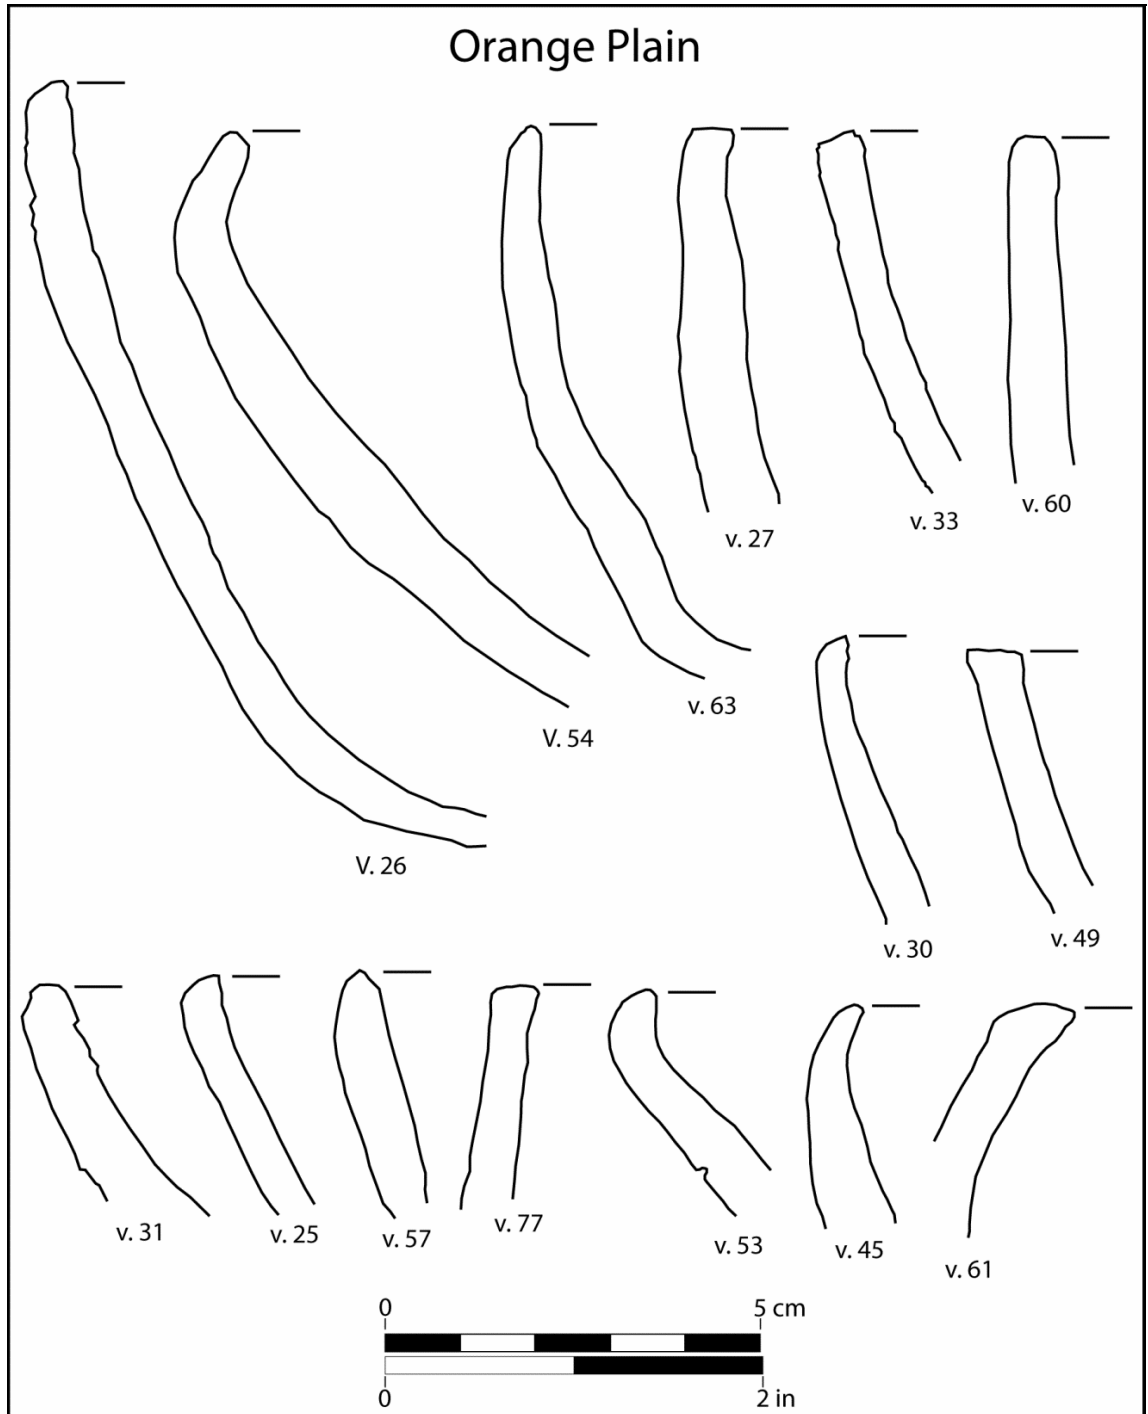 Orange Plain
v. 27
v. 33
v. 60
v. 63
V. 54
V. 26
v. 30
v. 49
v. 31
v. 25
v. 57
v. 77
v. 53
v. 45
v. 61
0 5 cm
0 2 in